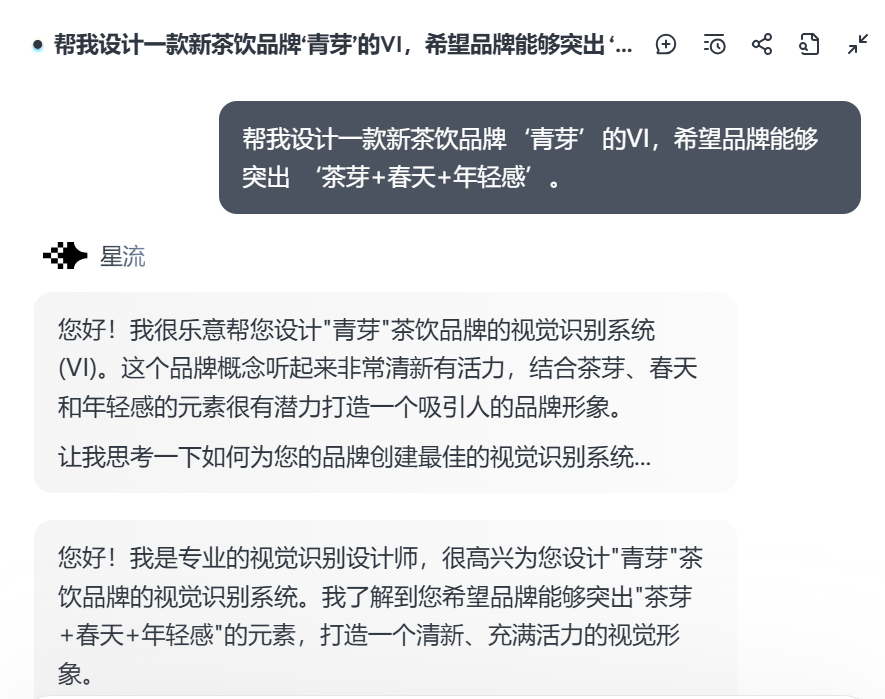 帮我设计一款新茶饮品牌‘青芽’的VI，希望品牌能够突出‘...
帮我设计一款新茶饮品牌 ‘青芽’ 的VI，希望品牌能够
突出 ‘茶芽+春天+年轻感’ 。
星流
您好！我很乐意帮您设计"青芽"茶饮品牌的视觉识别系统
(VI)。这个品牌概念听起来非常清新有活力，结合茶芽、春天
和年轻感的元素很有潜力打造一个吸引人的品牌形象。
让我思考一下如何为您的品牌创建最佳的视觉识别系统...
您好！我是专业的视觉识别设计师，很高兴为您设计"青芽"茶
饮品牌的视觉识别系统。我了解到您希望品牌能够突出"茶芽
+春天+年轻感"的元素，打造一个清新、充满活力的视觉形
象。